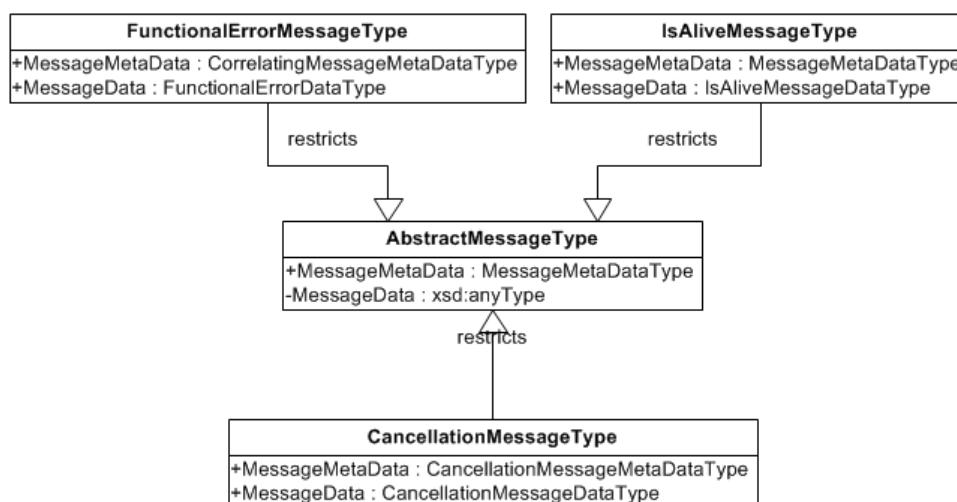 FunctionalErrorMessageType
+MessageMetaData : CorrelatingMessageMetaDataType
+MessageData : FunctionalErrorDataType
IsAliveMessageType
+MessageMetaData : MessageMetaDataType
+MessageData : IsAliveMessageDataType
restricts
restricts
AbstractMessageType
+MessageMetaData : MessageMetaDataType
-MessageData : xsd:anyType
restricts
CancellationMessageType
+MessageMetaData : CancellationMessageMetaDataType
+MessageData : CancellationMessageDataType